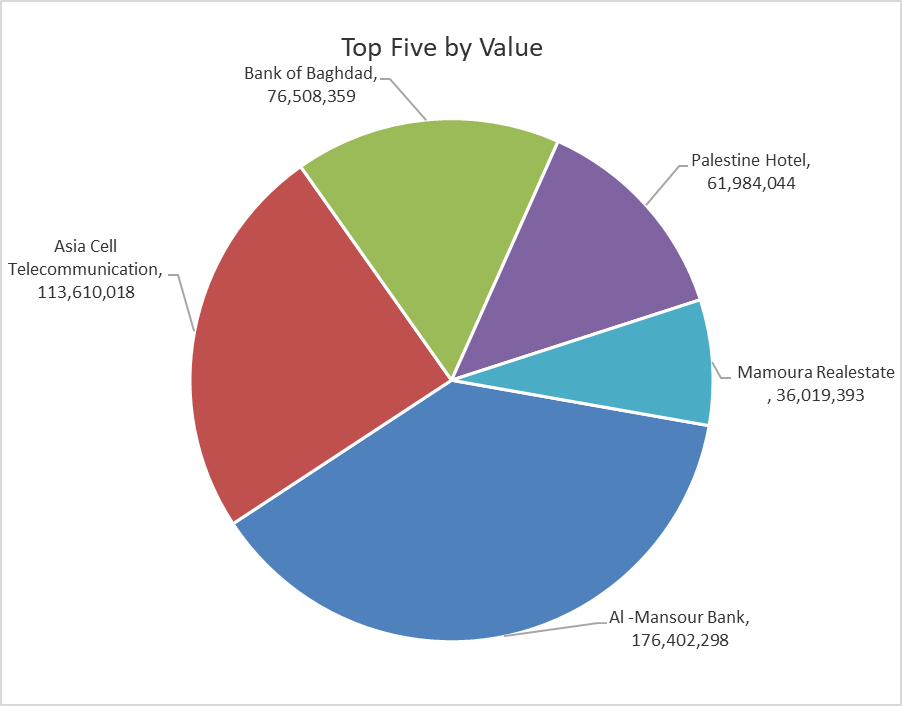 Top Five by Value
Bank of Baghdad,
76,508,359
Palestine Hotel,
61,984,044
Asia Cell
Telecommunication,
113,610,018
Mamoura Realestate
, 36,019,393
Al -Mansour Bank,
176,402,298